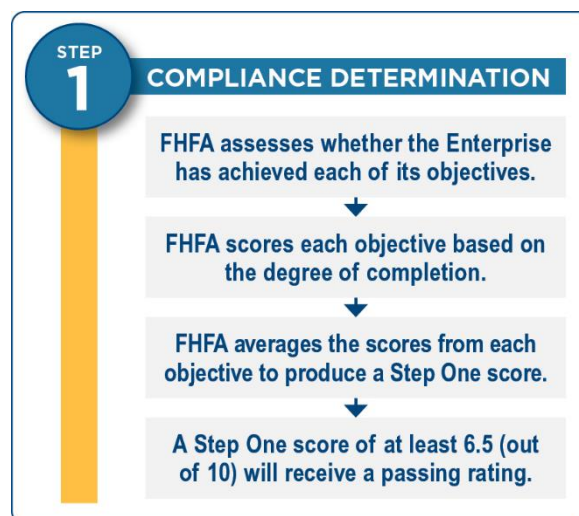 STEP
1
COMPLIANCE DETERMINATION
FHFA assesses whether the Enterprise
has achieved each of its objectives.
FHFA scores each objective based on
the degree of completion.
FHFA averages the scores from each
objective to produce a Step One score.
A Step One score of at least 6.5 (out
of 10) will receive a passing rating.